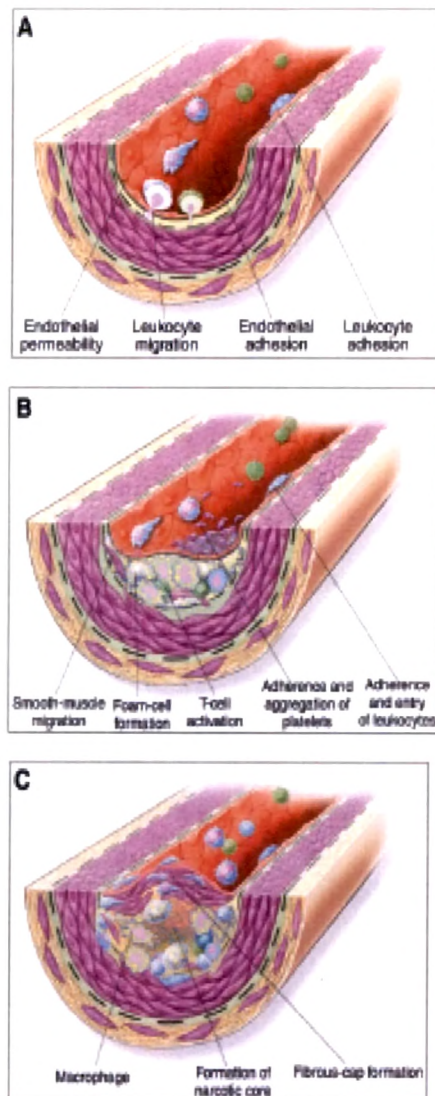 A
Endothelial permeability
Leukocyte migration
Endothelial adhesion
Leukocyte adhesion
B
Smooth-muscle migration
Foam-cell formation
T-cell activation
Adherence and aggregation of platelets
Adherence and entry of leukocytes
C
Macrophage
Formation of narcotic core
Fibrous-cap formation